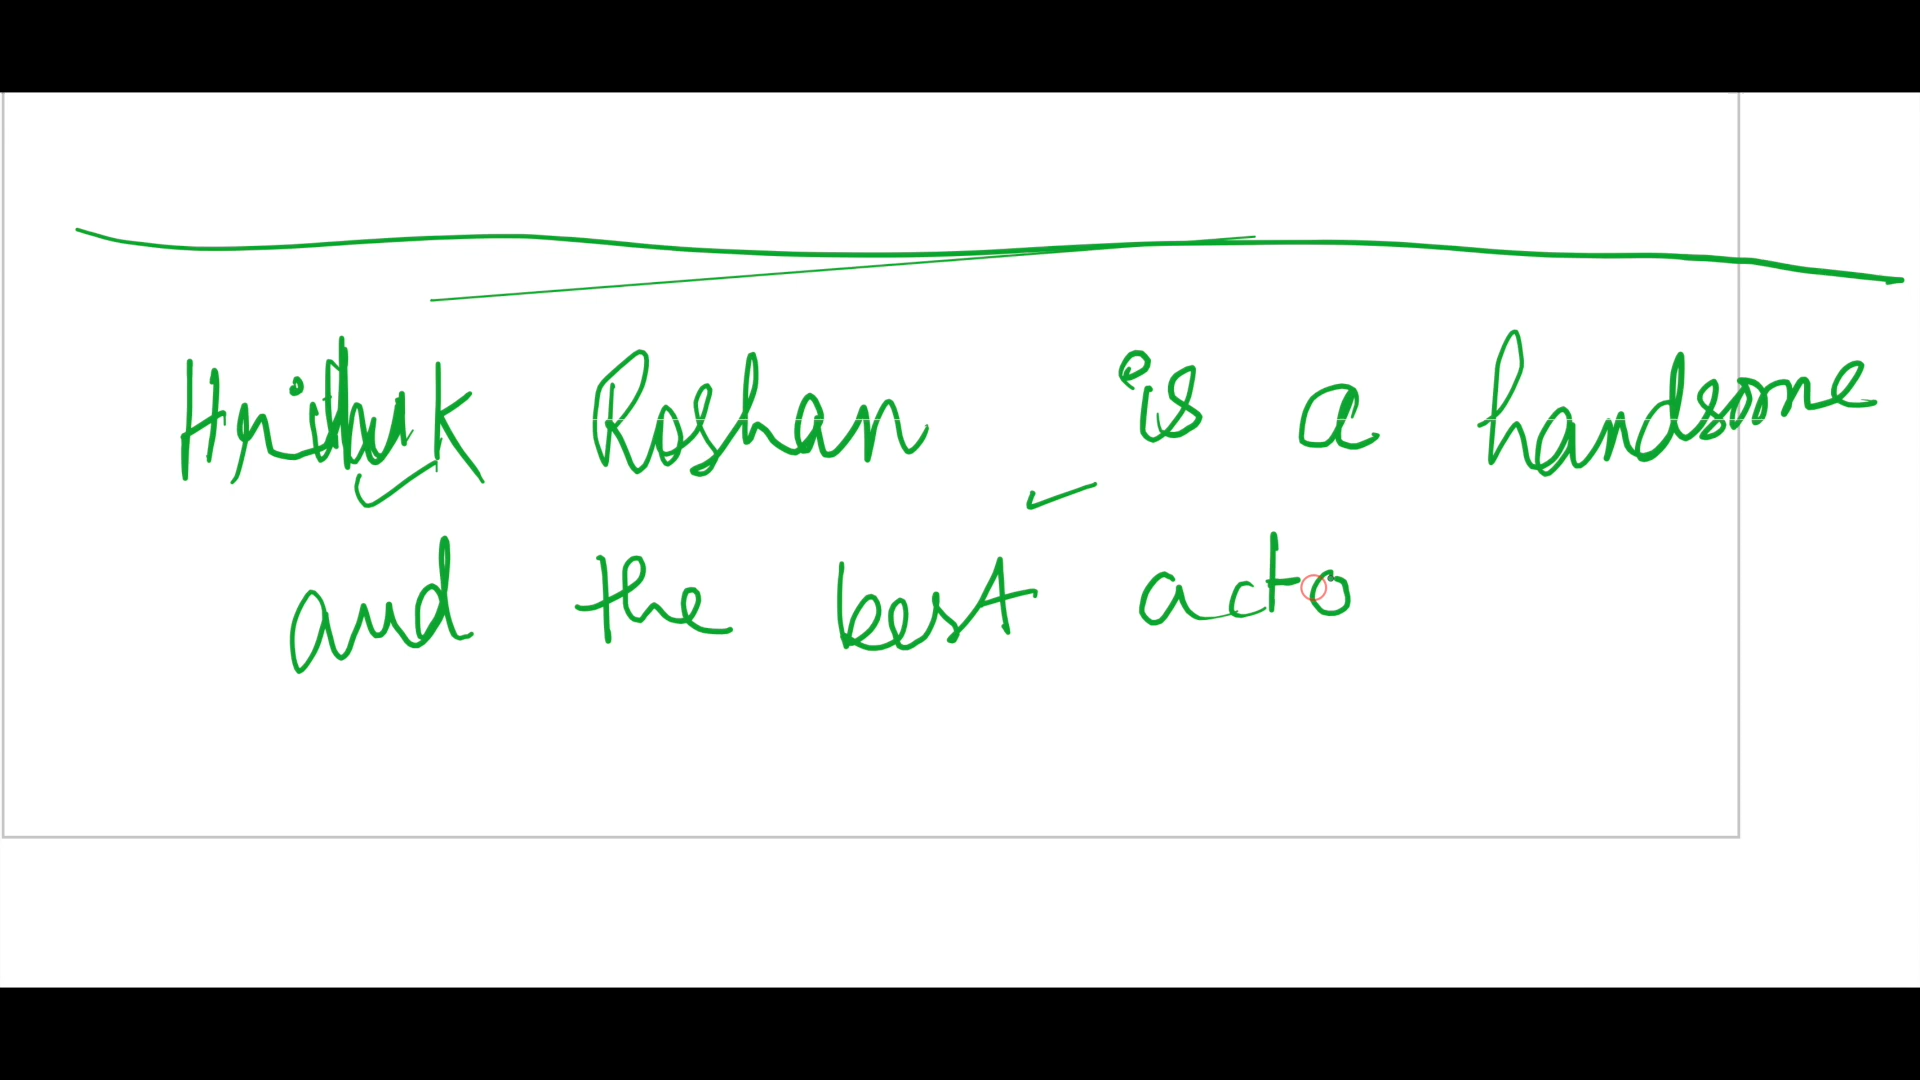 Hrithik Roshan is a handsome
and the best acto